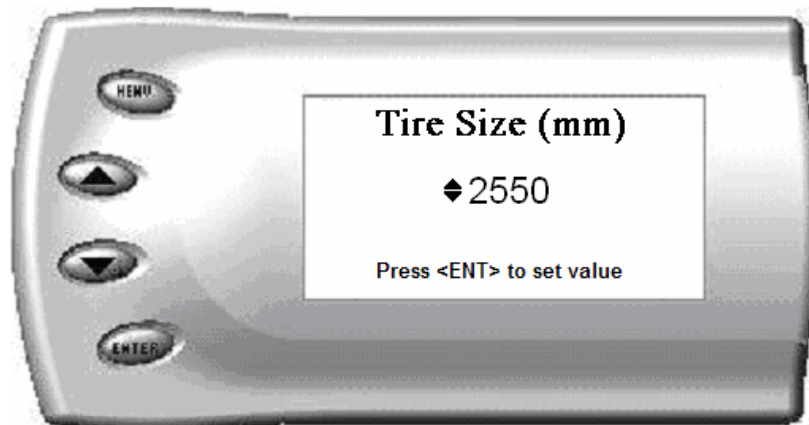 MENU
Tire Size (mm)
2550
Press <ENT> to set value
ENTER